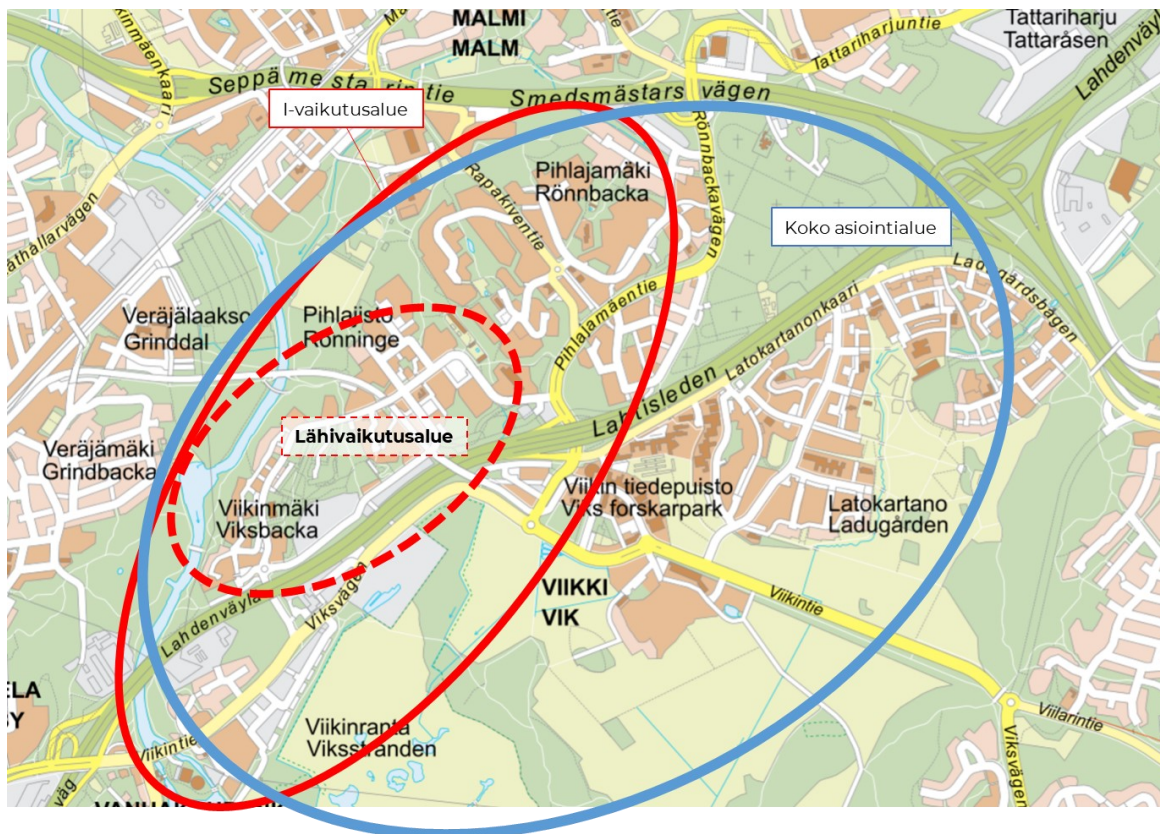 MALMI
MALM
Tattariharju
Tattaråsen
Tattariharjuntie
Lahdenväylä
Seppämestarintie
Smedsmästarsvägen
I-vaikutusalue
Rapakiventie
Rönnbackavägen
Pihlajamäki
Rönnbacka
Koko asiointialue
Ladugårdsbägen
Veräjälaakso
Grinddal
Pihlajisto
Rönninge
Pihlajamäentie
Latokartanonkaari
Lahtisleden
Lähivaikutusalue
Veräjämäki
Grindbacka
Viikinmäki
Viksbacka
Viikin tiedepuisto
Viks forskarpark
Latokartano
Ladugården
VIIKKI
VIK
Viikintie
Lahdenväylä
Viksvägen
Viikinranta
Viksstranden
Viikintie
Viilarintie
Viksvägen